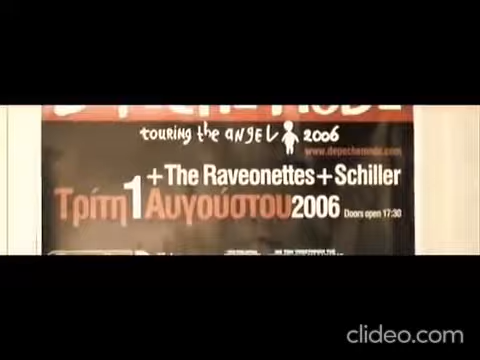 touring the angel 2006
www.depechemode.com
+The Raveonettes+Schiller
Τρίτη 1 Αυγούστου 2006 Doors open 17:30
clideo.com